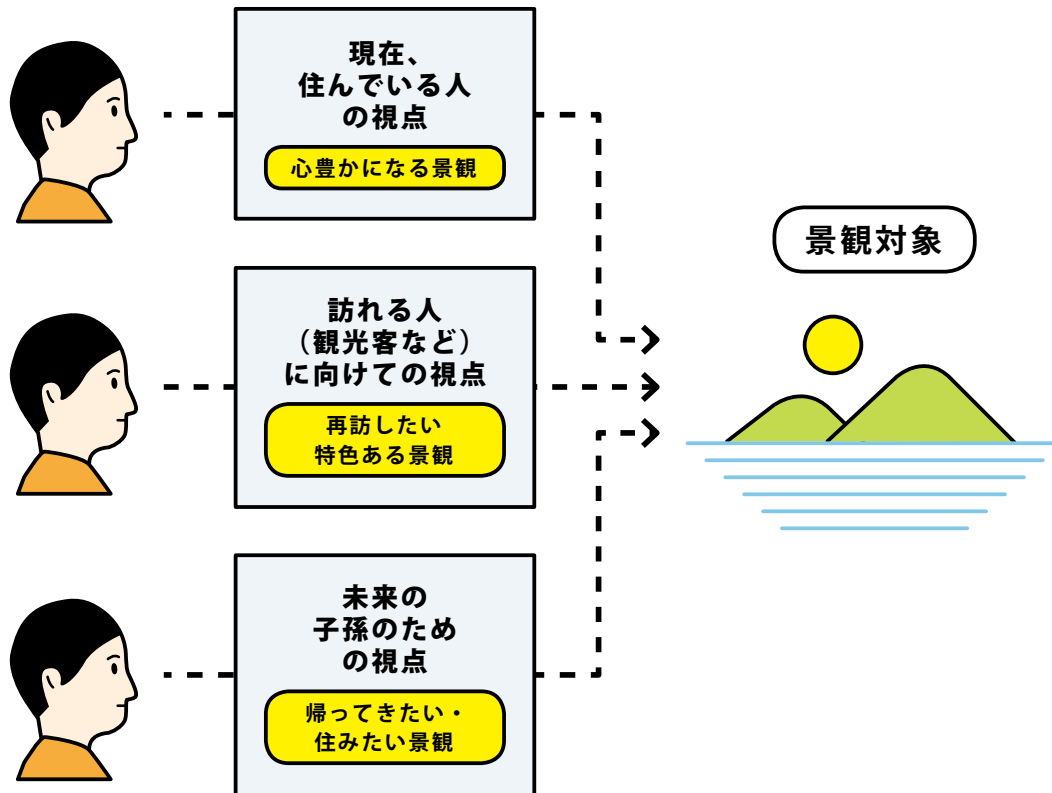 現在、
住んでいる人
の視点
心豊かになる景観
訪れる人
（観光客など）
に向けての視点
再訪したい
特色ある景観
未来の
子孫のため
の視点
帰ってきたい・
住みたい景観
景観対象